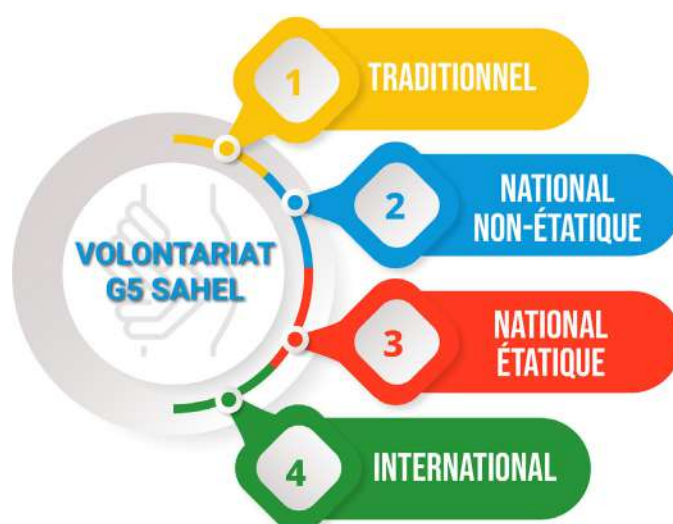 1
TRADITIONNEL
2
NATIONAL
NON-ÉTATIQUE
VOLONTARIAT
G5 SAHEL
3
NATIONAL
ÉTATIQUE
4
INTERNATIONAL